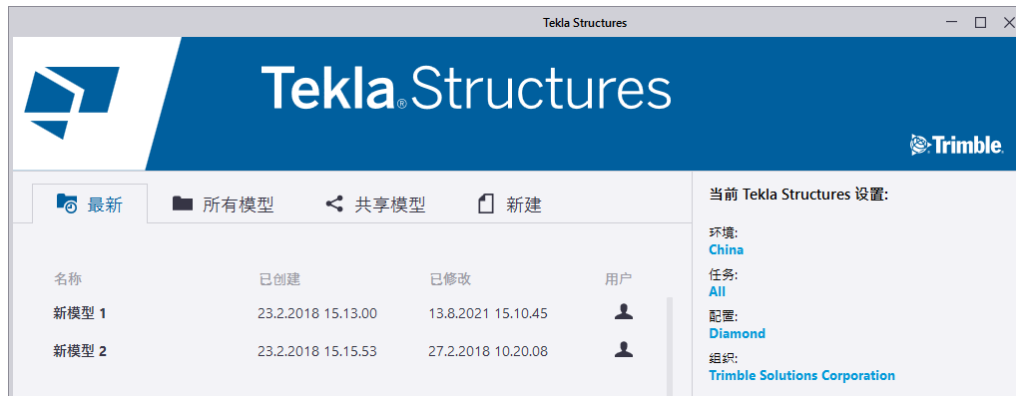 Tekla Structures
Tekla® Structures
Trimble.
最新 所有模型 共享模型 新建
名称 已创建 已修改 用户
新模型 1 23.2.2018 15.13.00 13.8.2021 15.10.45
新模型 2 23.2.2018 15.15.53 27.2.2018 10.20.08
当前 Tekla Structures 设置:
环境:
China
任务:
All
配置:
Diamond
组织:
Trimble Solutions Corporation